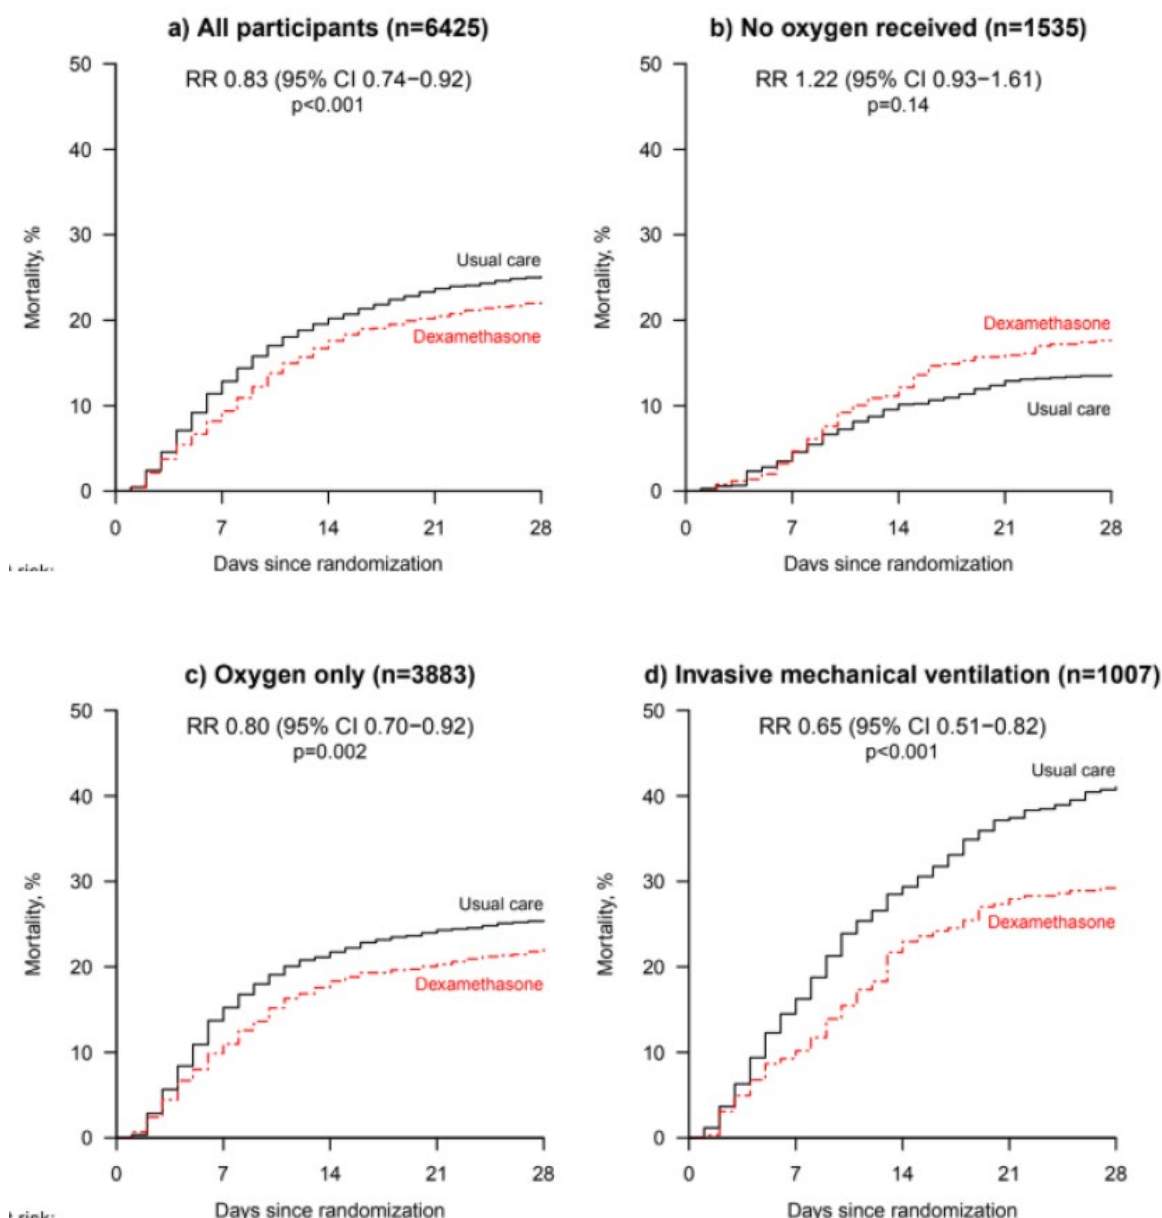 a) All participants (n=6425)
RR 0.83 (95% CI 0.74−0.92)
p<0.001
50
40
30
20
10
0
Mortality, %
Usual care
Dexamethasone
0 7 14 21 28
Days since randomization
b) No oxygen received (n=1535)
RR 1.22 (95% CI 0.93−1.61)
p=0.14
50
40
30
20
10
0
Mortality, %
Dexamethasone
Usual care
0 7 14 21 28
Days since randomization
c) Oxygen only (n=3883)
RR 0.80 (95% CI 0.70−0.92)
p=0.002
50
40
30
20
10
0
Mortality, %
Usual care
Dexamethasone
0 7 14 21 28
Days since randomization
d) Invasive mechanical ventilation (n=1007)
RR 0.65 (95% CI 0.51−0.82)
p<0.001
50
40
30
20
10
0
Mortality, %
Usual care
Dexamethasone
0 7 14 21 28
Days since randomization